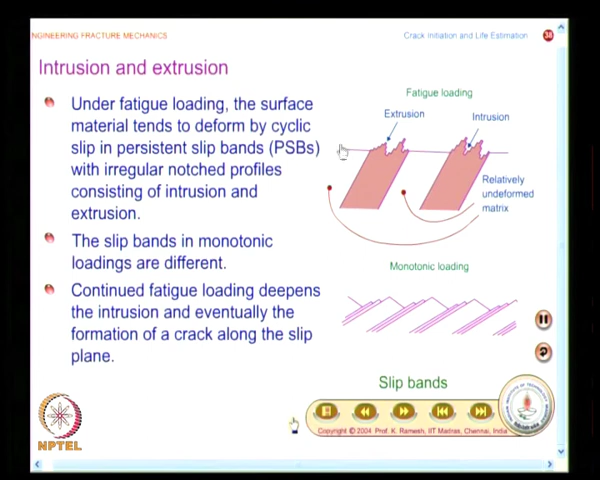 NGINEERING FRACTURE MECHANICS
Crack Initiation and Life Estimation
38
Intrusion and extrusion
Under fatigue loading, the surface
material tends to deform by cyclic
slip in persistent slip bands (PSBs)
with irregular notched profiles
consisting of intrusion and
extrusion.
The slip bands in monotonic
loadings are different.
Continued fatigue loading deepens
the intrusion and eventually the
formation of a crack along the slip
plane.
Fatigue loading
Extrusion
Intrusion
Relatively
undeformed
matrix
Monotonic loading
Slip bands
Copyright © 2004 Prof. K. Ramesh, IIT Madras, Chennai, India
NPTEL